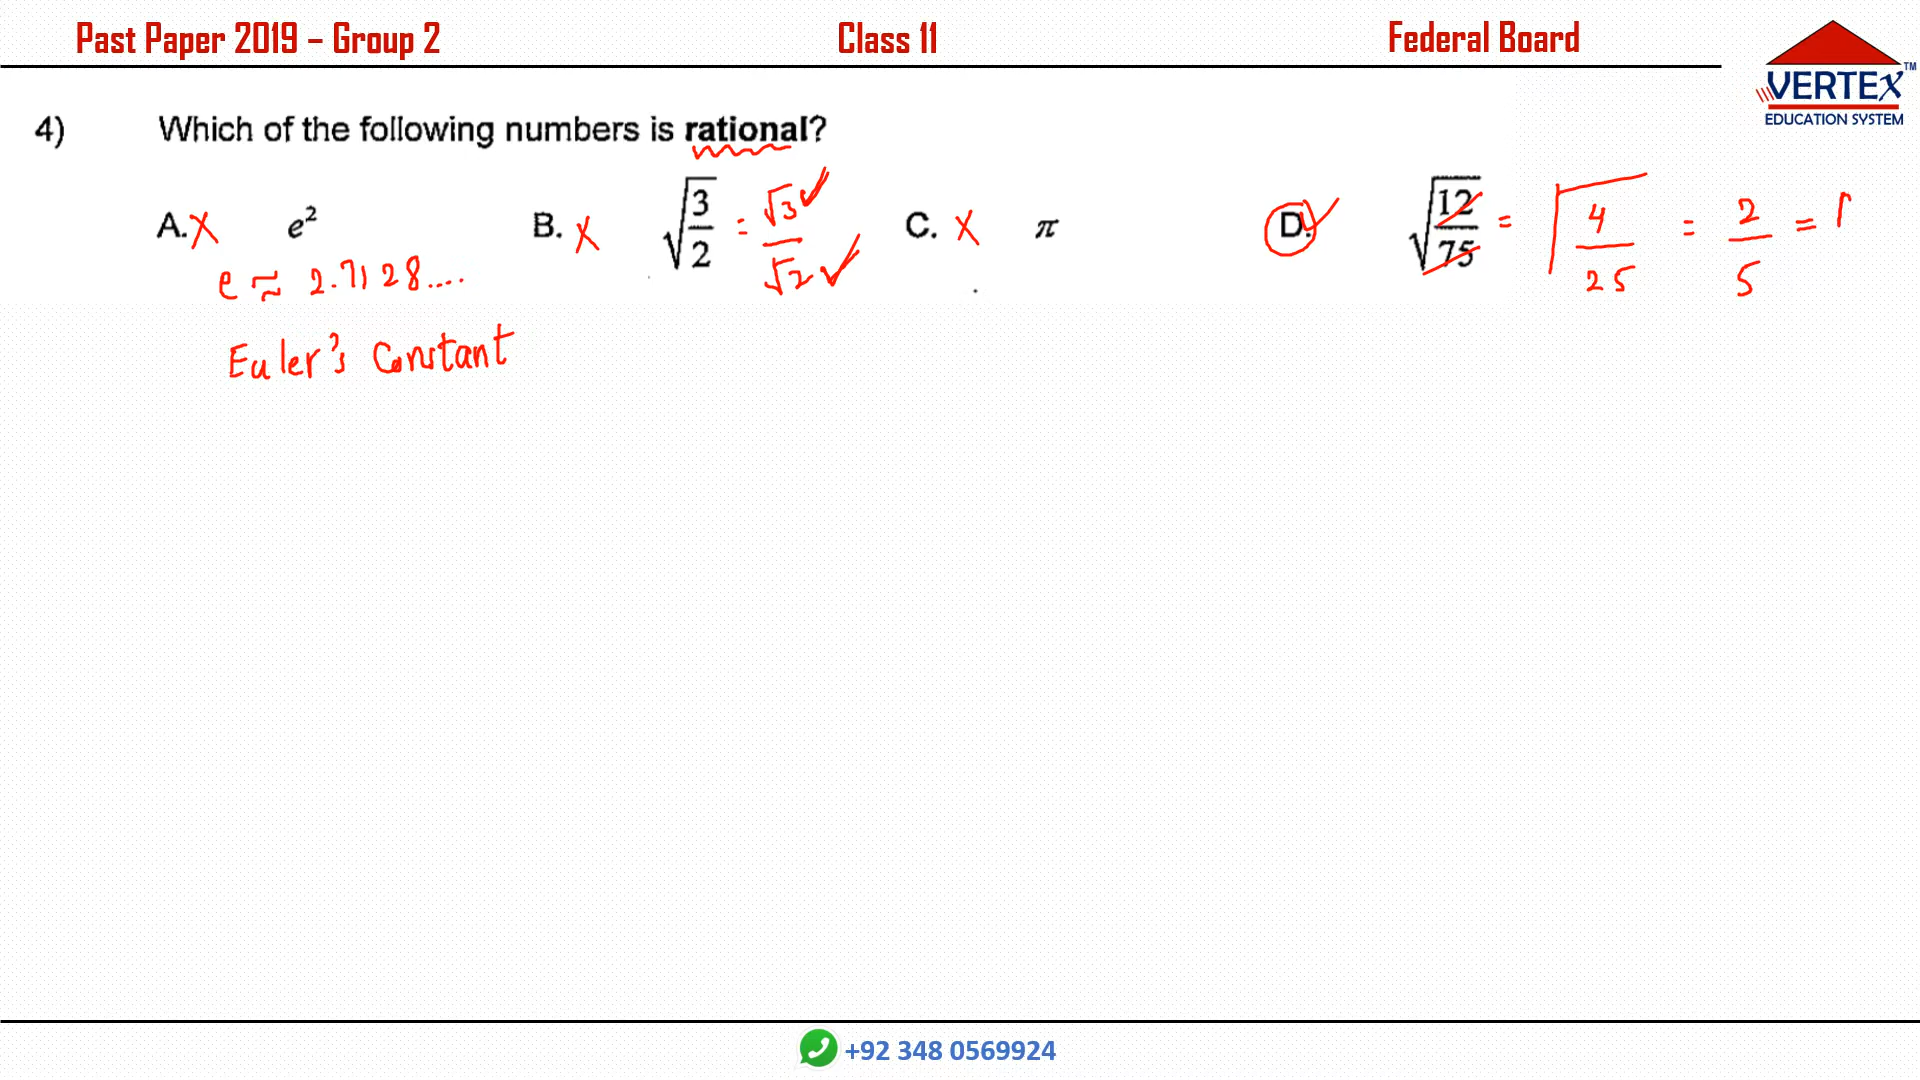 Past Paper 2019 – Group 2 Class 11 Federal Board
VERTEX TM
EDUCATION SYSTEM
4) Which of the following numbers is rational?
A. X e² B. X √(3/2) = √3/√2 C. X π D. √(12/75) = √(4/25) = 2/5 =
e ≈ 2.7128....
Euler's Constant
+92 348 0569924